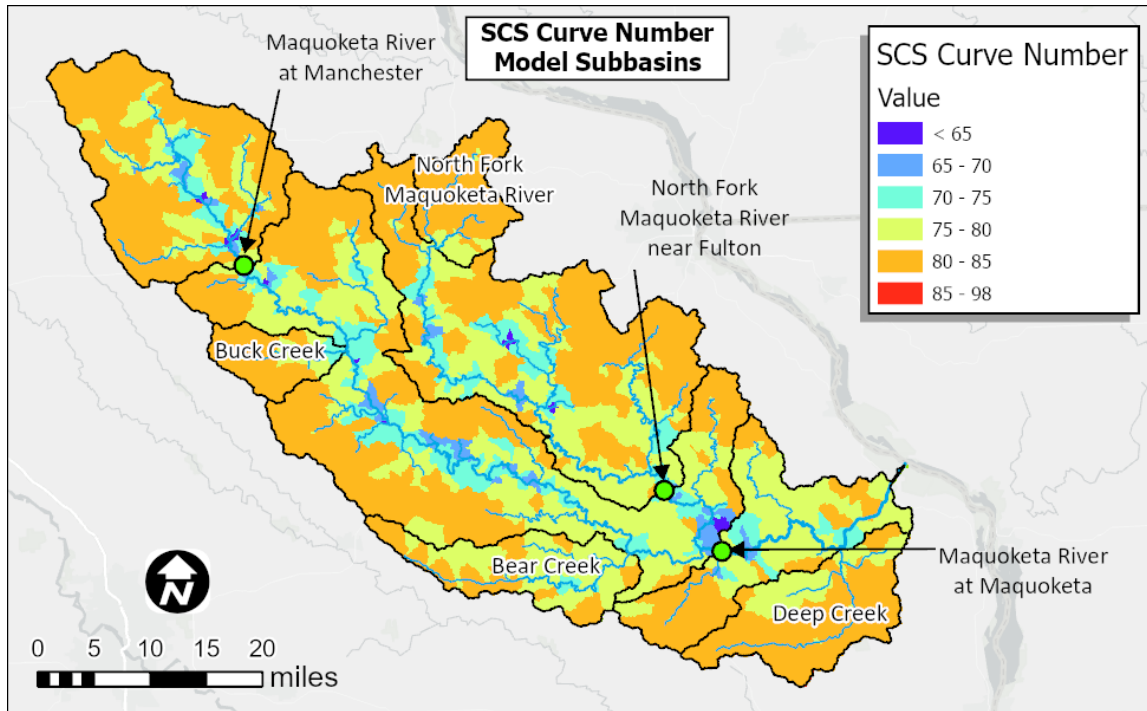 SCS Curve Number
Model Subbasins
Maquoketa River
at Manchester
North Fork
Maquoketa River
North Fork
Maquoketa River
near Fulton
Buck Creek
Bear Creek
Deep Creek
Maquoketa River
at Maquoketa
SCS Curve Number
Value
< 65
65 - 70
70 - 75
75 - 80
80 - 85
85 - 98
N
0 5 10 15 20
miles